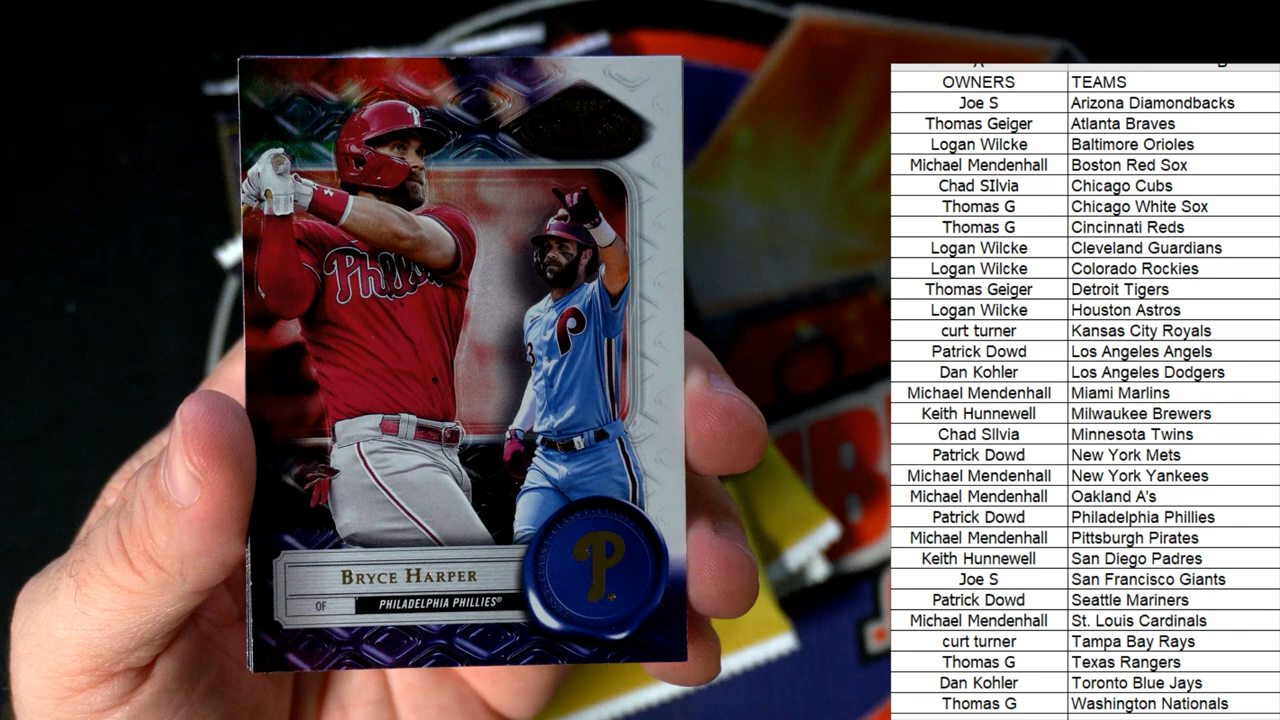 Phillies
P
3
P
BRYCE HARPER
OF
PHILADELPHIA PHILLIES®
OWNERS TEAMS
Joe S Arizona Diamondbacks
Thomas Geiger Atlanta Braves
Logan Wilcke Baltimore Orioles
Michael Mendenhall Boston Red Sox
Chad SIlvia Chicago Cubs
Thomas G Chicago White Sox
Thomas G Cincinnati Reds
Logan Wilcke Cleveland Guardians
Logan Wilcke Colorado Rockies
Thomas Geiger Detroit Tigers
Logan Wilcke Houston Astros
curt turner Kansas City Royals
Patrick Dowd Los Angeles Angels
Dan Kohler Los Angeles Dodgers
Michael Mendenhall Miami Marlins
Keith Hunnewell Milwaukee Brewers
Chad SIlvia Minnesota Twins
Patrick Dowd New York Mets
Michael Mendenhall New York Yankees
Michael Mendenhall Oakland A's
Patrick Dowd Philadelphia Phillies
Michael Mendenhall Pittsburgh Pirates
Keith Hunnewell San Diego Padres
Joe S San Francisco Giants
Patrick Dowd Seattle Mariners
Michael Mendenhall St. Louis Cardinals
curt turner Tampa Bay Rays
Thomas G Texas Rangers
Dan Kohler Toronto Blue Jays
Thomas G Washington Nationals